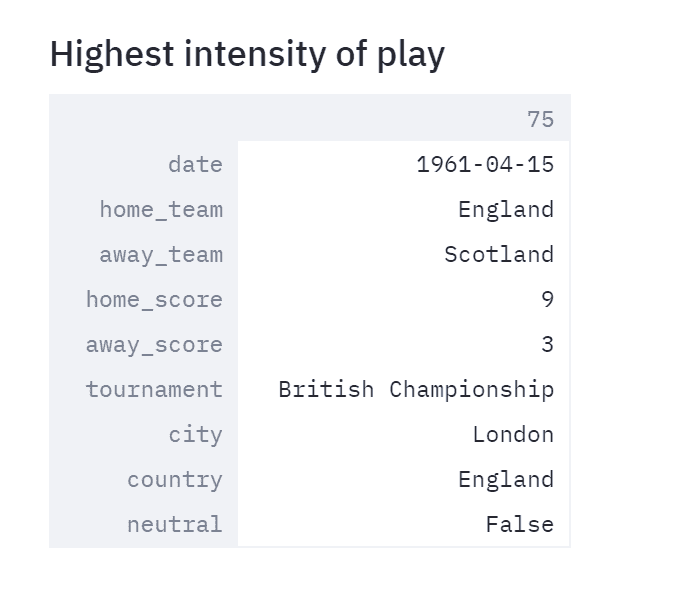 Highest intensity of play
75
date 1961-04-15
home_team England
away_team Scotland
home_score 9
away_score 3
tournament British Championship
city London
country England
neutral False